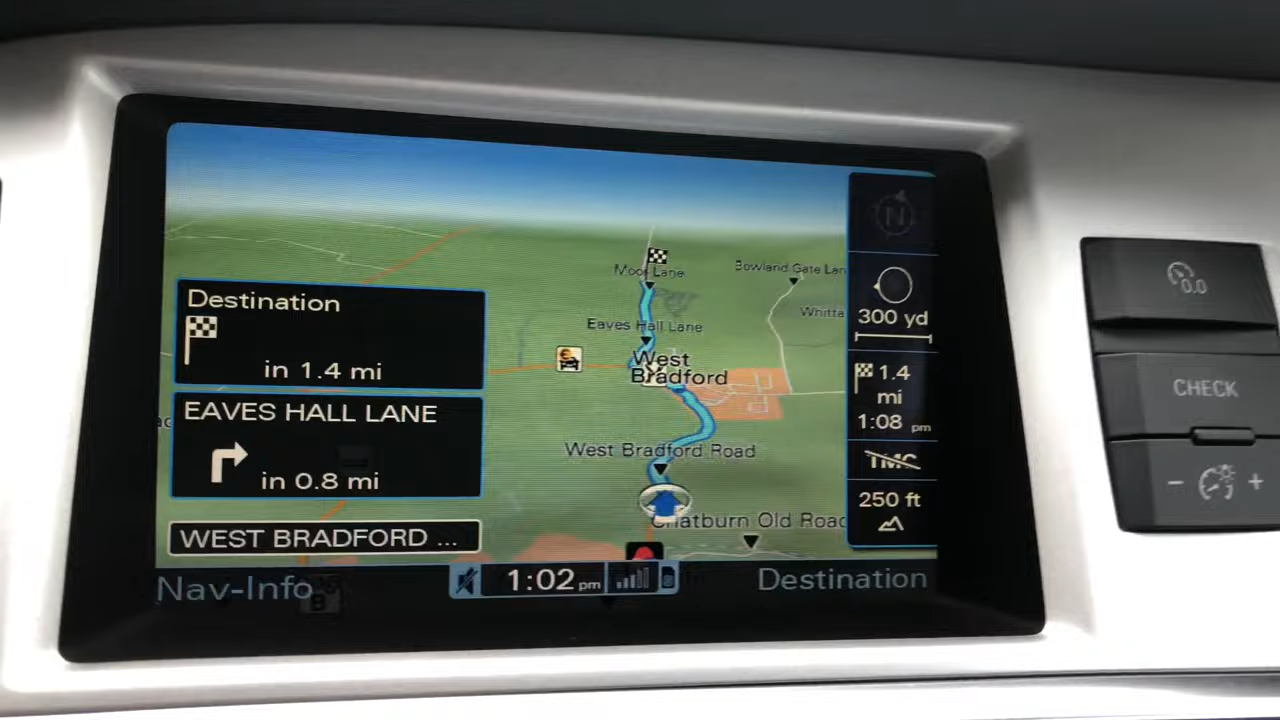 N
Moor Lane
Bowland Gate Lan
Destination
Whitta
300 yd
Eaves Hall Lane
West
Bradford
in 1.4 mi
1.4
mi
EAVES HALL LANE
1:08 pm
West Bradford Road
TMC
in 0.8 mi
250 ft
Chatburn Old Road
WEST BRADFORD ...
Nav-Info
1:02 pm
Destination
0.0
CHECK
- +